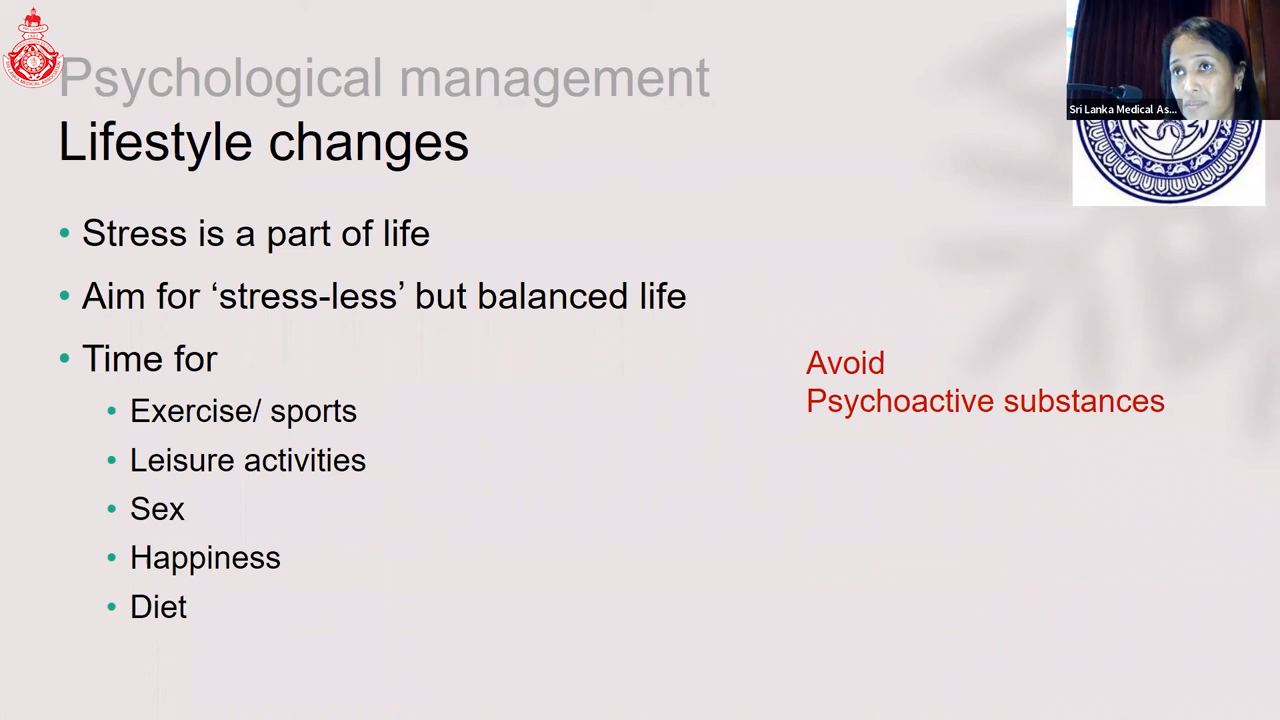 Psychological management
Lifestyle changes
• Stress is a part of life
• Aim for ‘stress-less’ but balanced life
• Time for
• Exercise/ sports
• Leisure activities
• Sex
• Happiness
• Diet
Avoid
Psychoactive substances
Sri Lanka Medical As...